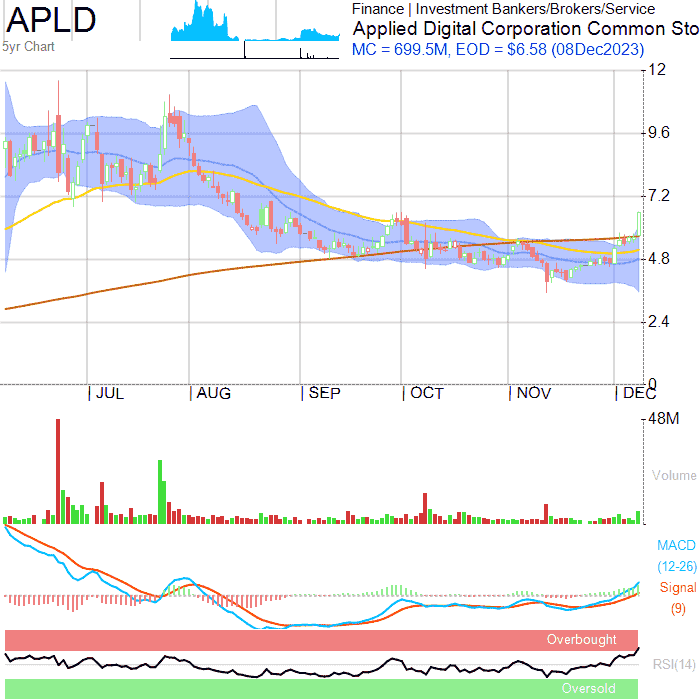 APLD
5yr Chart
Finance | Investment Bankers/Brokers/Service
Applied Digital Corporation Common Sto
MC = 699.5M, EOD = $6.58 (08Dec2023)
12
9.6
7.2
4.8
2.4
0
JUL
AUG
SEP
OCT
NOV
DEC
48M
Volume
MACD
(12-26)
Signal
(9)
Overbought
RSI(14)
Oversold